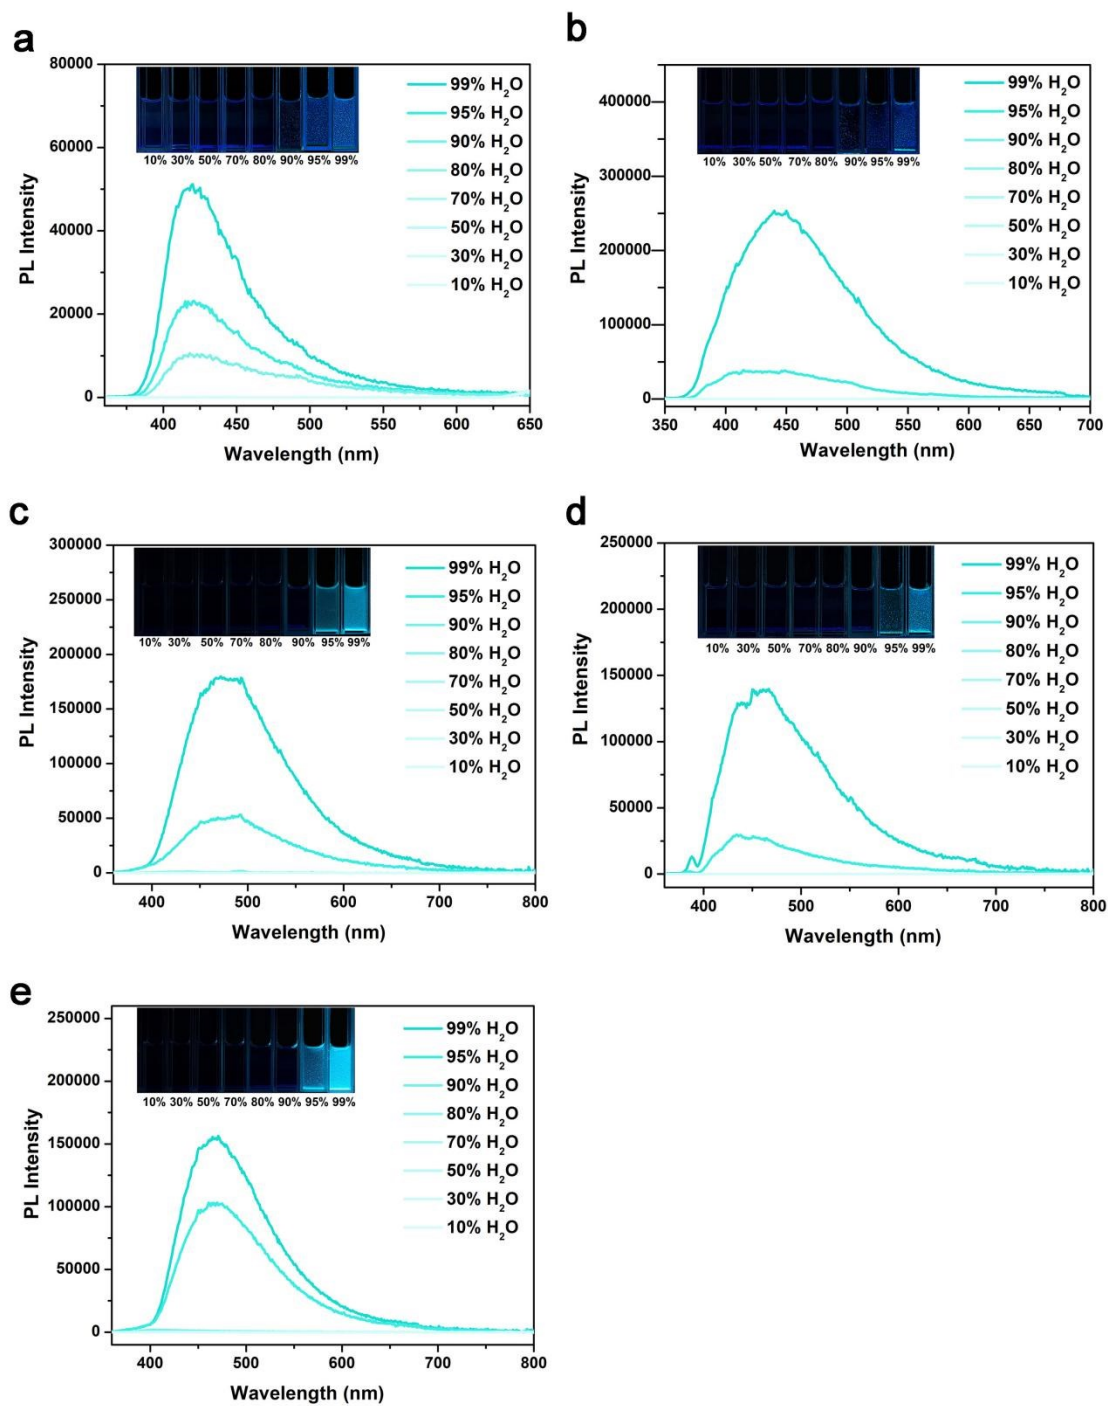 a
80000
60000
40000
20000
0
PL Intensity
10% 30% 50% 70% 80% 90% 95% 99%
99% H₂O
95% H₂O
90% H₂O
80% H₂O
70% H₂O
50% H₂O
30% H₂O
10% H₂O
400 450 500 550 600 650
Wavelength (nm)
b
400000
300000
200000
100000
0
PL Intensity
10% 30% 50% 70% 80% 90% 95% 99%
99% H₂O
95% H₂O
90% H₂O
80% H₂O
70% H₂O
50% H₂O
30% H₂O
10% H₂O
350 400 450 500 550 600 650 700
Wavelength (nm)
c
300000
250000
200000
150000
100000
50000
0
PL Intensity
10% 30% 50% 70% 80% 90% 95% 99%
99% H₂O
95% H₂O
90% H₂O
80% H₂O
70% H₂O
50% H₂O
30% H₂O
10% H₂O
400 500 600 700 800
Wavelength (nm)
d
250000
200000
150000
100000
50000
0
PL Intensity
10% 30% 50% 70% 80% 90% 95% 99%
99% H₂O
95% H₂O
90% H₂O
80% H₂O
70% H₂O
50% H₂O
30% H₂O
10% H₂O
400 500 600 700 800
Wavelength (nm)
e
250000
200000
150000
100000
50000
0
PL Intensity
10% 30% 50% 70% 80% 90% 95% 99%
99% H₂O
95% H₂O
90% H₂O
80% H₂O
70% H₂O
50% H₂O
30% H₂O
10% H₂O
400 500 600 700 800
Wavelength (nm)